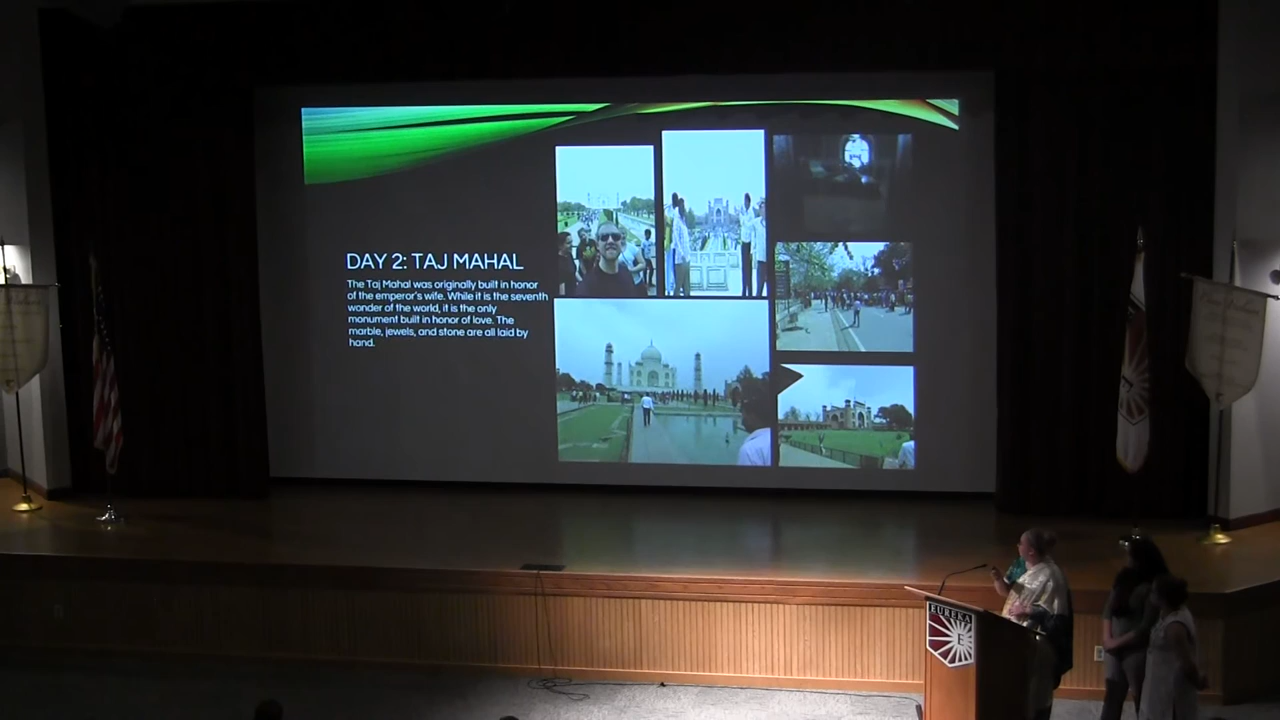 DAY 2: TAJ MAHAL
The Taj Mahal was originally built in honor
of the emperor's wife. While it is the seventh
wonder of the world, it is the only
monument built in honor of love. The
marble, jewels, and stone are all laid by
hand.
EUREKA
E